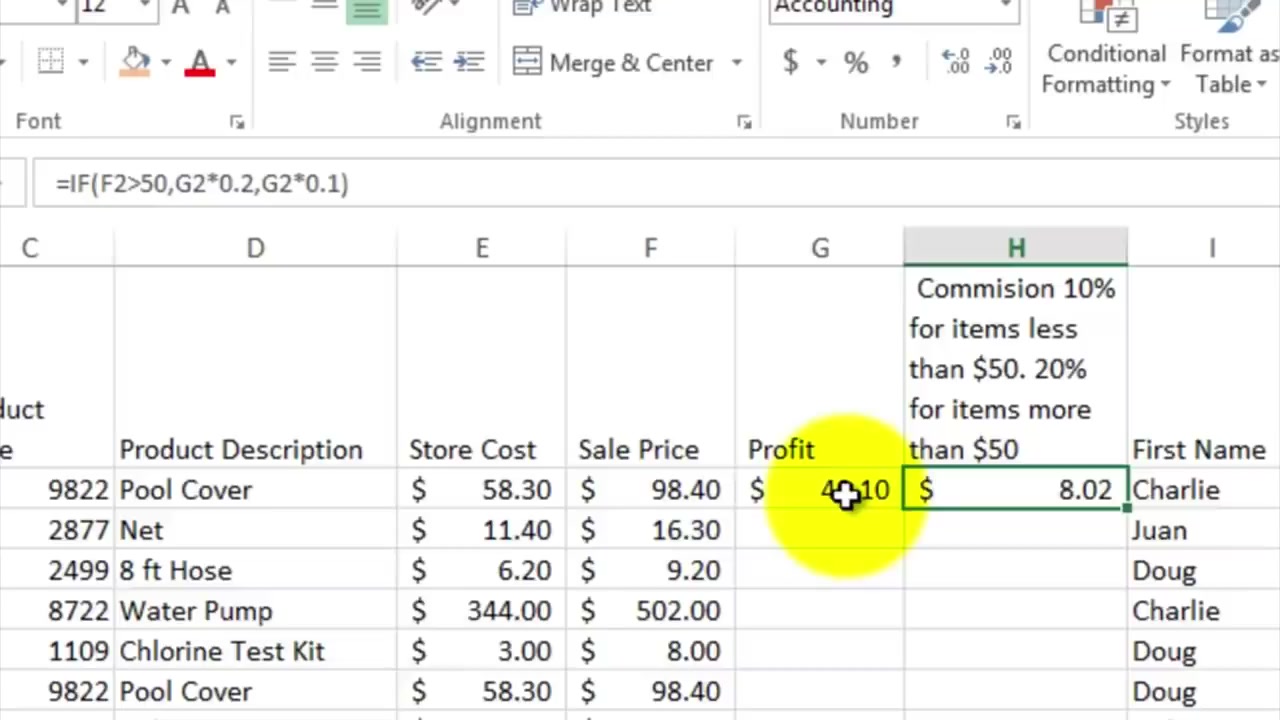 12 A A Wrap Text Accounting
A Merge & Center $ % , .00 .00 Conditional Format as
Formatting Table
Font Alignment Number Styles
=IF(F2>50,G2*0.2,G2*0.1)
C D E F G H I
Commision 10%
for items less
than $50. 20%
for items more
Product Description Store Cost Sale Price Profit than $50 First Name
9822 Pool Cover $ 58.30 $ 98.40 $ 8.02 Charlie
2877 Net $ 11.40 $ 16.30 Juan
2499 8 ft Hose $ 6.20 $ 9.20 Doug
8722 Water Pump $ 344.00 $ 502.00 Charlie
1109 Chlorine Test Kit $ 3.00 $ 8.00 Doug
9822 Pool Cover $ 58.30 $ 98.40 Doug